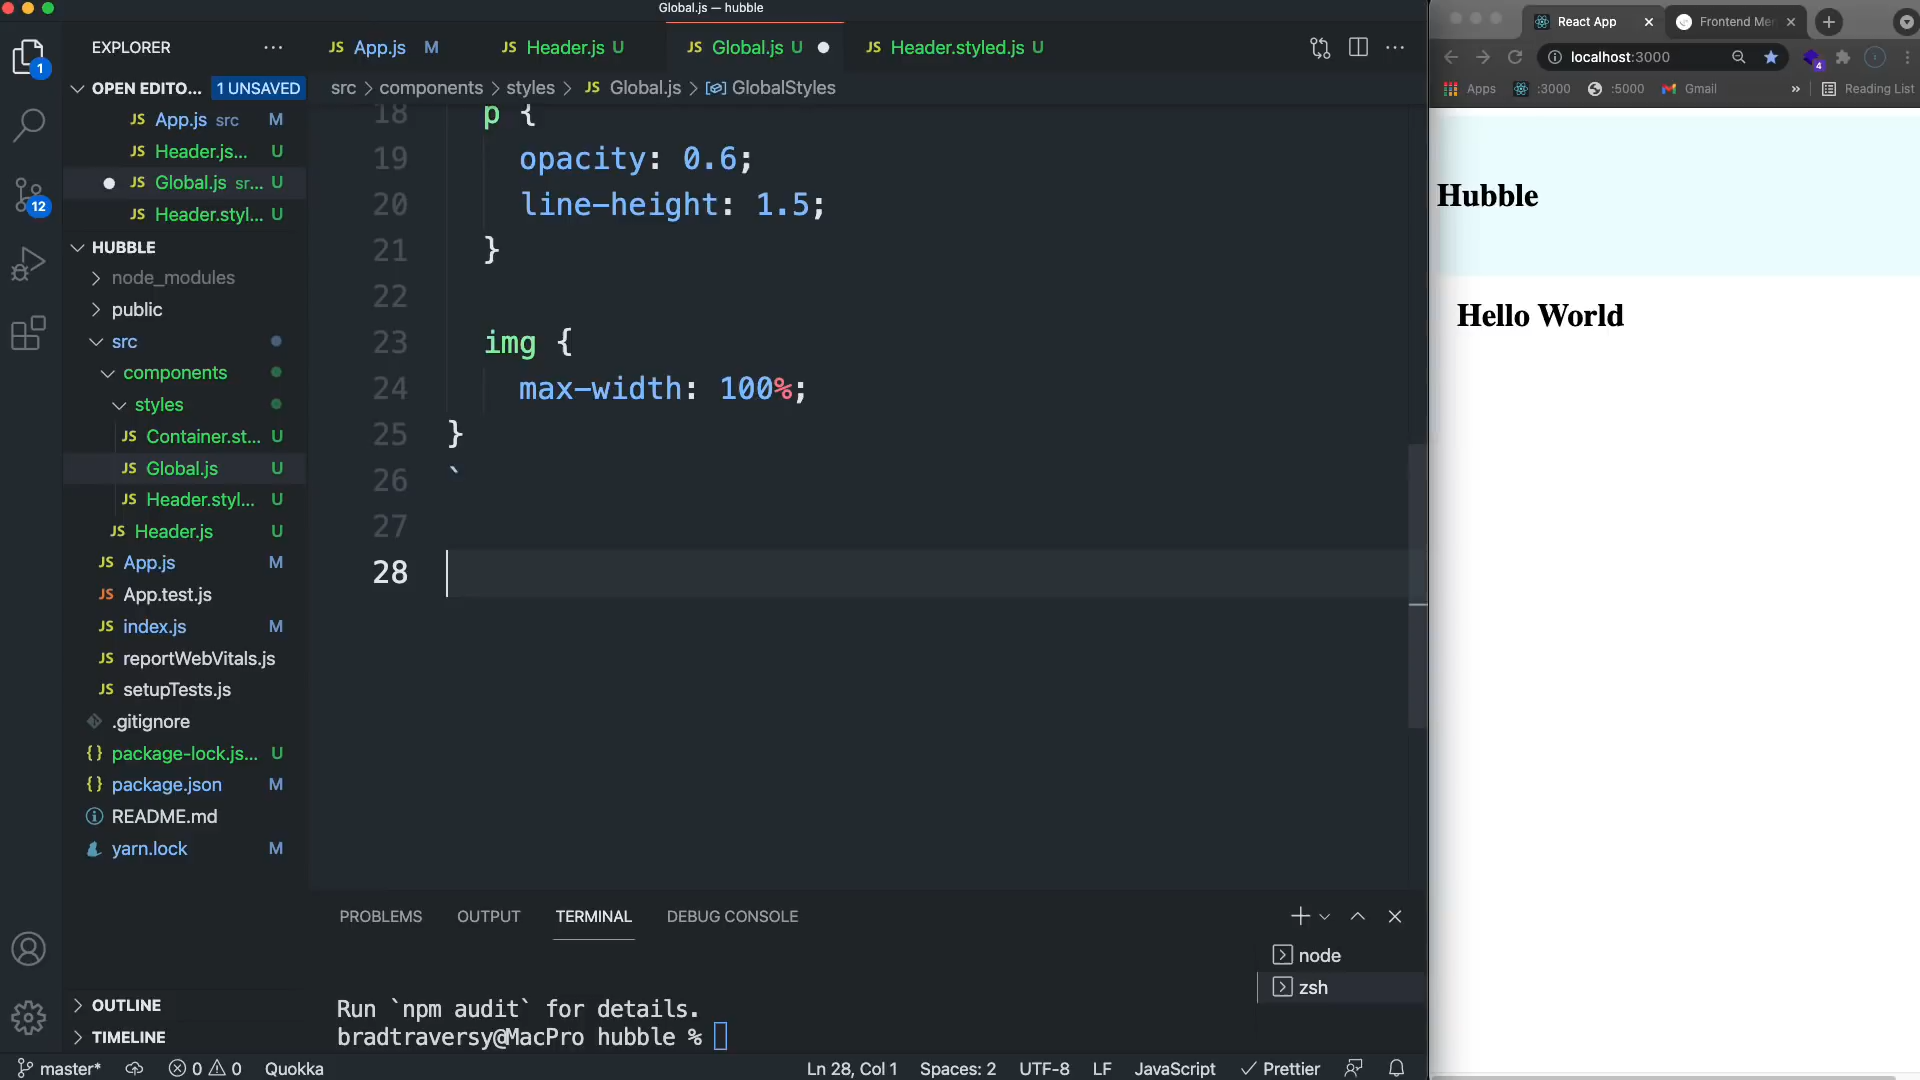 Global.js — hubble
EXPLORER
OPEN EDITO... 1 UNSAVED
JS App.js src M
JS Header.js... U
JS Global.js sr... U
JS Header.styl... U
HUBBLE
node_modules
public
src
components
styles
JS Container.st... U
JS Global.js U
JS Header.styl... U
JS Header.js U
JS App.js M
JS App.test.js
JS index.js M
JS reportWebVitals.js
JS setupTests.js
.gitignore
{} package-lock.js... U
{} package.json M
README.md
yarn.lock M
OUTLINE
TIMELINE
1
12
JS App.js M JS Header.js U JS Global.js U JS Header.styled.js U
src > components > styles > JS Global.js > GlobalStyles
18 p {
19 opacity: 0.6;
20 line-height: 1.5;
21 }
22
23 img {
24 max-width: 100%;
25 }
26 `
27
28
PROBLEMS OUTPUT TERMINAL DEBUG CONSOLE
node
zsh
Run `npm audit` for details.
bradtraversy@MacPro hubble %
master* 0 0 Quokka Ln 28, Col 1 Spaces: 2 UTF-8 LF JavaScript Prettier
React App Frontend Me
localhost:3000 4
Apps :3000 :5000 Gmail » Reading List
Hubble
Hello World